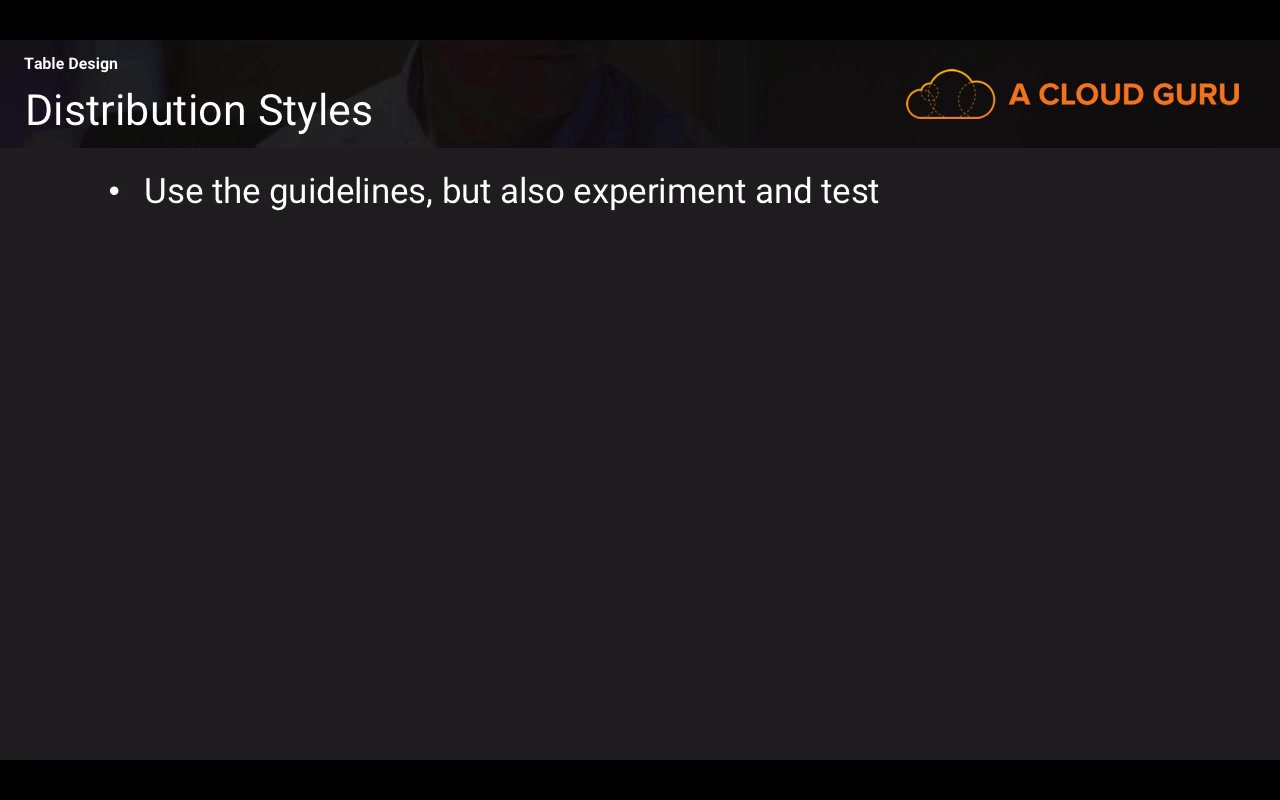 Table Design
Distribution Styles
A CLOUD GURU
• Use the guidelines, but also experiment and test